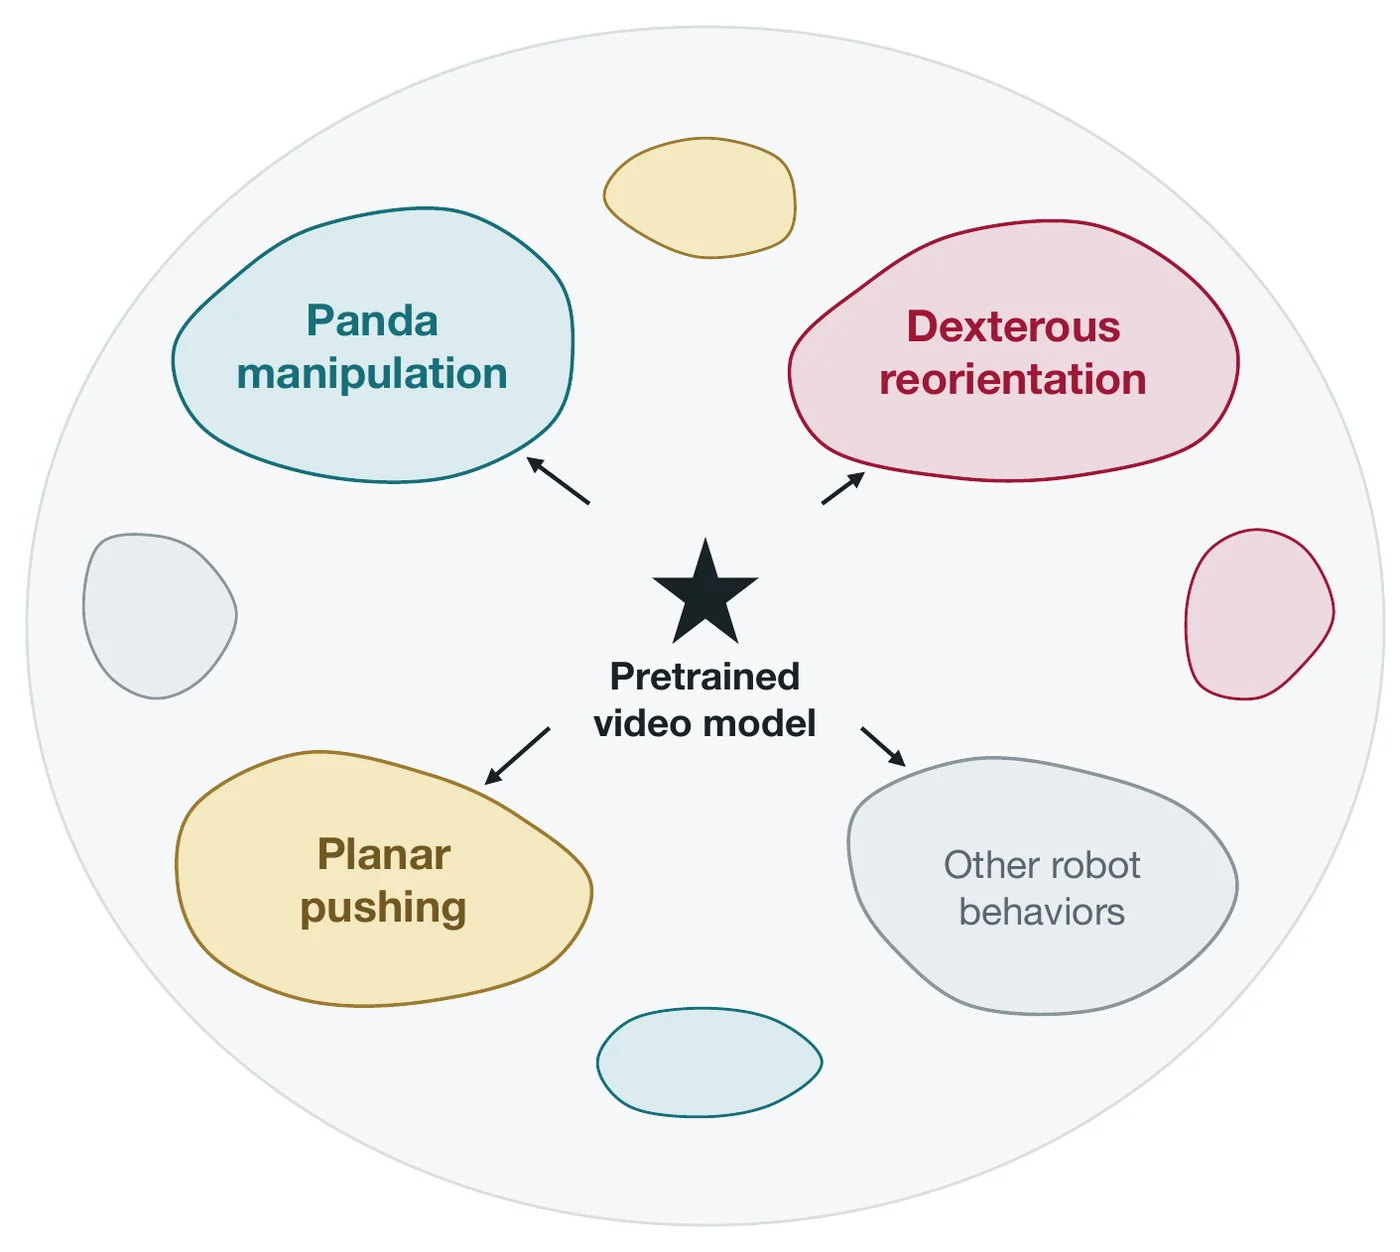 Panda
manipulation
Dexterous
reorientation
Pretrained
video model
Planar
pushing
Other robot
behaviors